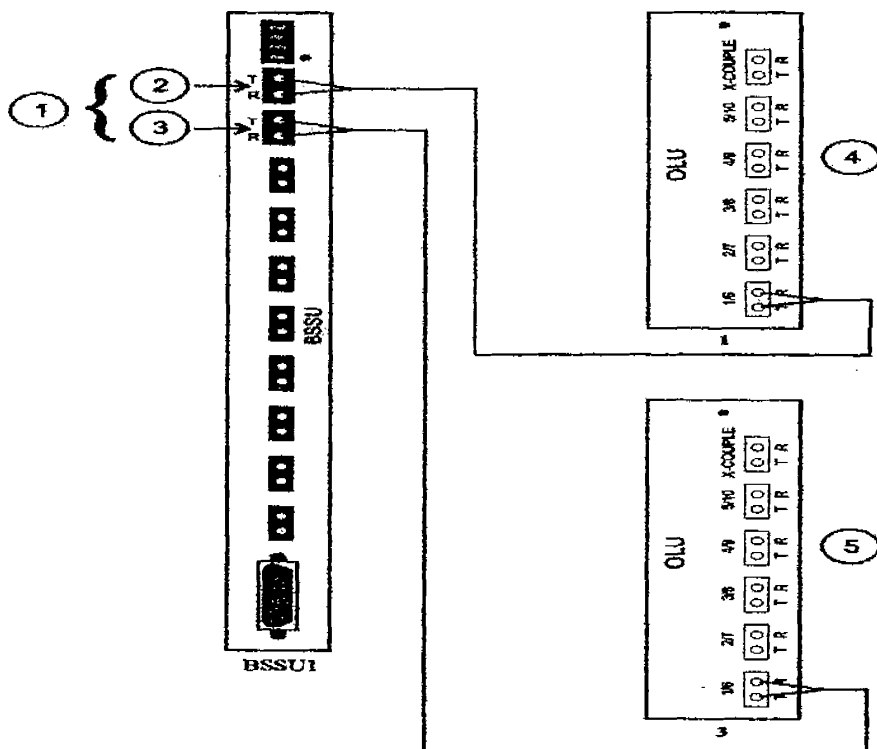 1
2
3
T
R
T
R
BSSU
BSSU1
X-COUPLE
T R
5/10
T R
4/9
T R
3/8
T R
2/7
T R
1/6
R
OLU
4
1
X-COUPLE
T R
5/10
T R
4/9
T R
3/8
T R
2/7
T R
1/6
OLU
5
3